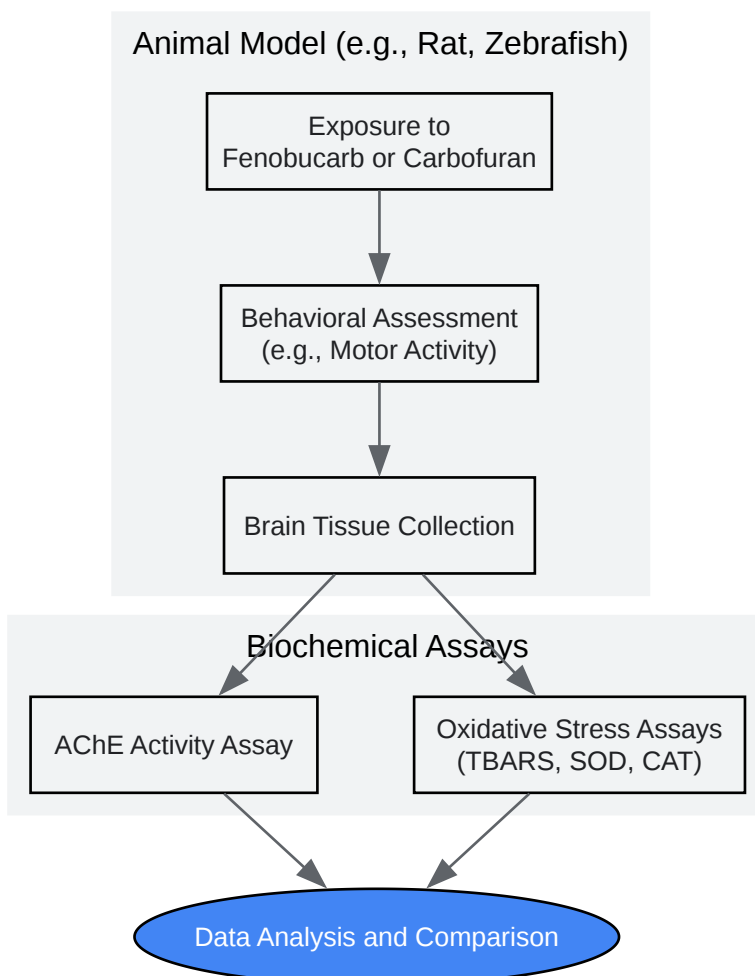 Animal Model (e.g., Rat, Zebrafish)
Exposure to
Fenobucarb or Carbofuran
Behavioral Assessment
(e.g., Motor Activity)
Brain Tissue Collection
Biochemical Assays
AChE Activity Assay
Oxidative Stress Assays
(TBARS, SOD, CAT)
Data Analysis and Comparison